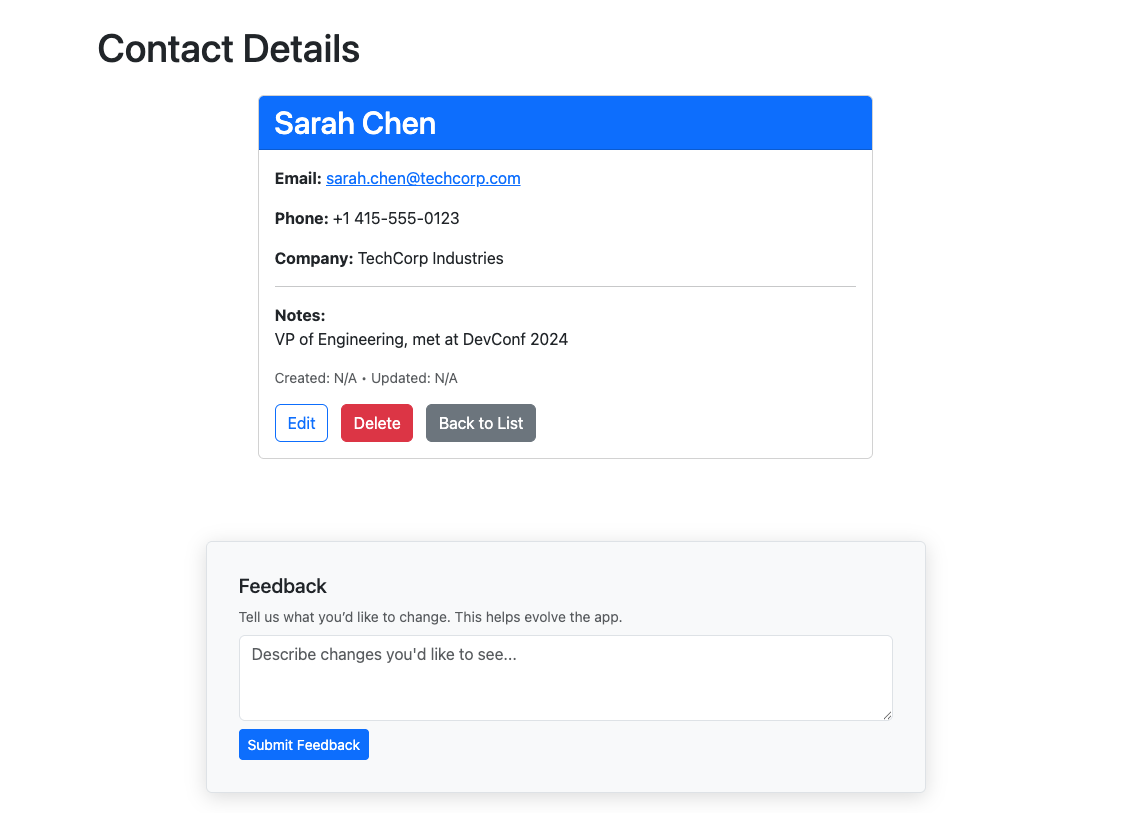 Contact Details
Sarah Chen
Email: sarah.chen@techcorp.com
Phone: +1 415-555-0123
Company: TechCorp Industries
Notes:
VP of Engineering, met at DevConf 2024
Created: N/A • Updated: N/A
Edit Delete Back to List
Feedback
Tell us what you’d like to change. This helps evolve the app.
Describe changes you'd like to see...
Submit Feedback